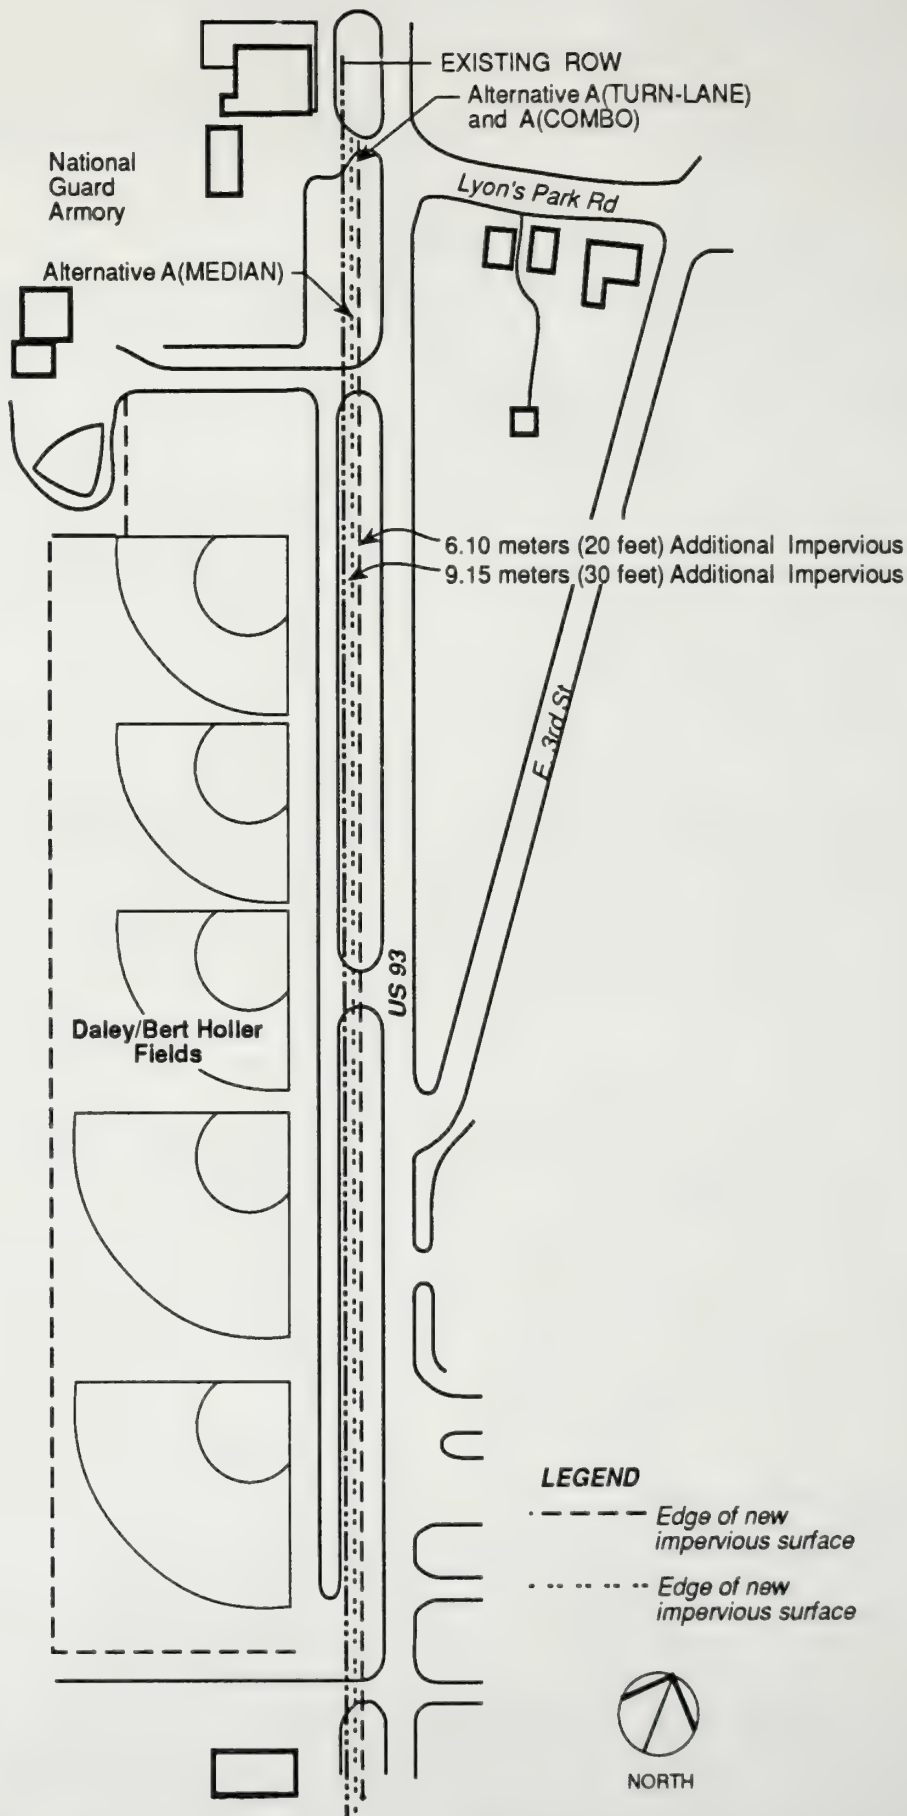 EXISTING ROW
Alternative A(TURN-LANE)
and A(COMBO)
National
Guard
Armory
Lyon's Park Rd
Alternative A(MEDIAN)
6.10 meters (20 feet) Additional Impervious
9.15 meters (30 feet) Additional Impervious
E. 3rd St
US 93
Daley/Bert Holler
Fields
LEGEND
Edge of new
impervious surface
Edge of new
impervious surface
NORTH